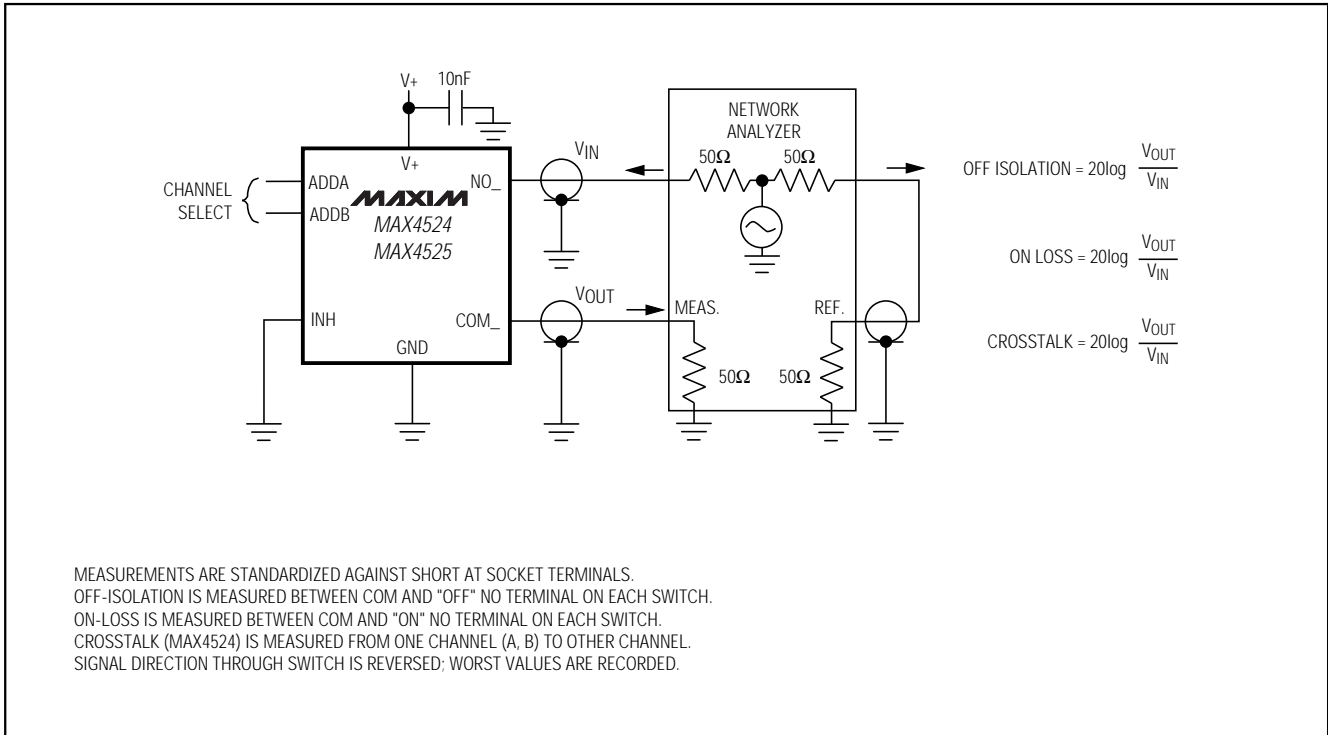 V+ 10nF
V+
CHANNEL
SELECT
ADDA
ADDB
INH
MAXIM
MAX4524
MAX4525
NO_
COM_
GND
VIN
VOUT
NETWORK
ANALYZER
50Ω 50Ω
MEAS. REF.
50Ω 50Ω
OFF ISOLATION = 20log VOUT
VIN
ON LOSS = 20log VOUT
VIN
CROSSTALK = 20log VOUT
VIN
MEASUREMENTS ARE STANDARDIZED AGAINST SHORT AT SOCKET TERMINALS.
OFF-ISOLATION IS MEASURED BETWEEN COM AND "OFF" NO TERMINAL ON EACH SWITCH.
ON-LOSS IS MEASURED BETWEEN COM AND "ON" NO TERMINAL ON EACH SWITCH.
CROSSTALK (MAX4524) IS MEASURED FROM ONE CHANNEL (A, B) TO OTHER CHANNEL.
SIGNAL DIRECTION THROUGH SWITCH IS REVERSED; WORST VALUES ARE RECORDED.